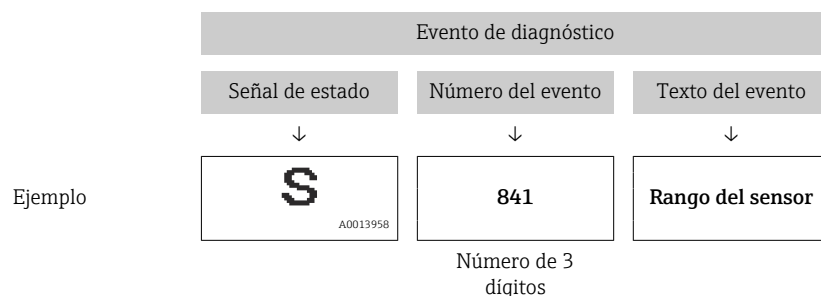 Evento de diagnóstico
Señal de estado Número del evento Texto del evento
↓ ↓ ↓
Ejemplo S 841 Rango del sensor
A0013958
Número de 3
dígitos